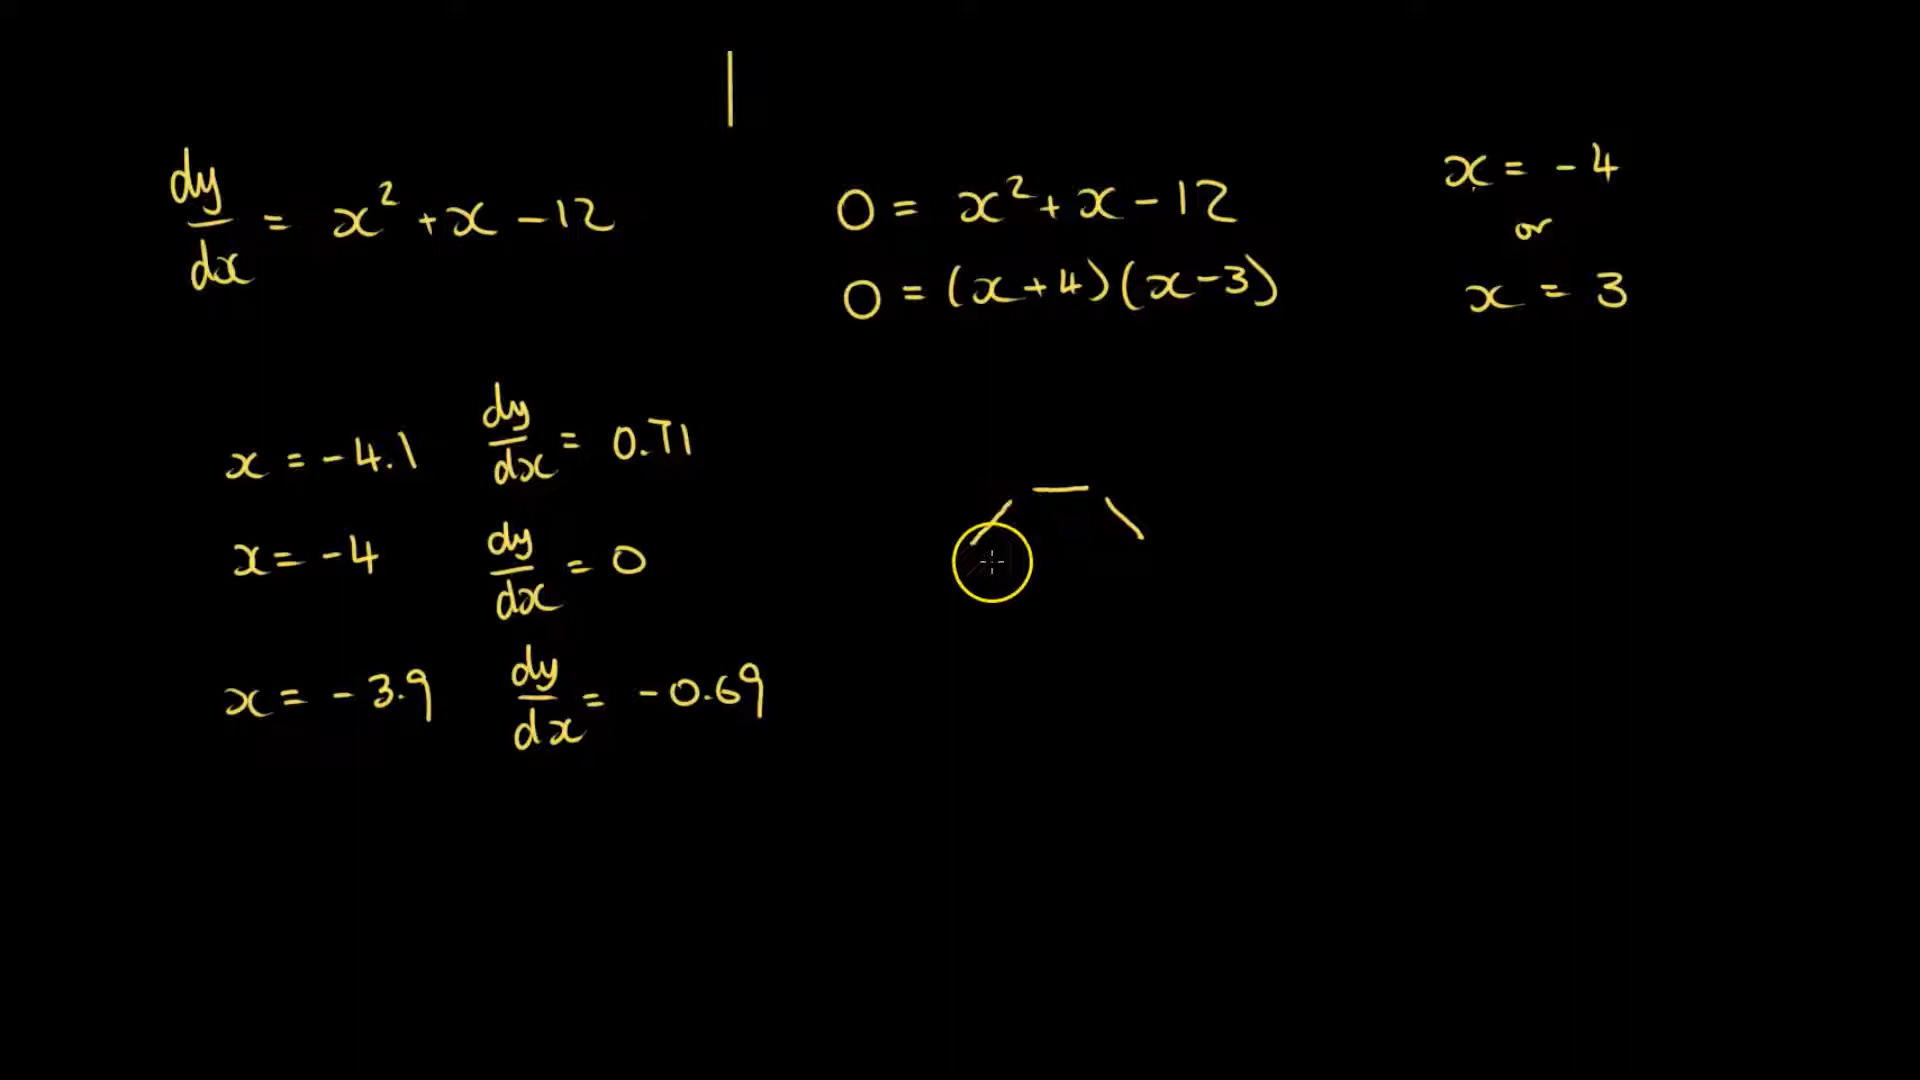 dy/dx = x² + x - 12
0 = x² + x - 12
0 = (x + 4)(x - 3)
x = -4
or
x = 3
x = -4.1 dy/dx = 0.71
x = -4 dy/dx = 0
x = -3.9 dy/dx = -0.69